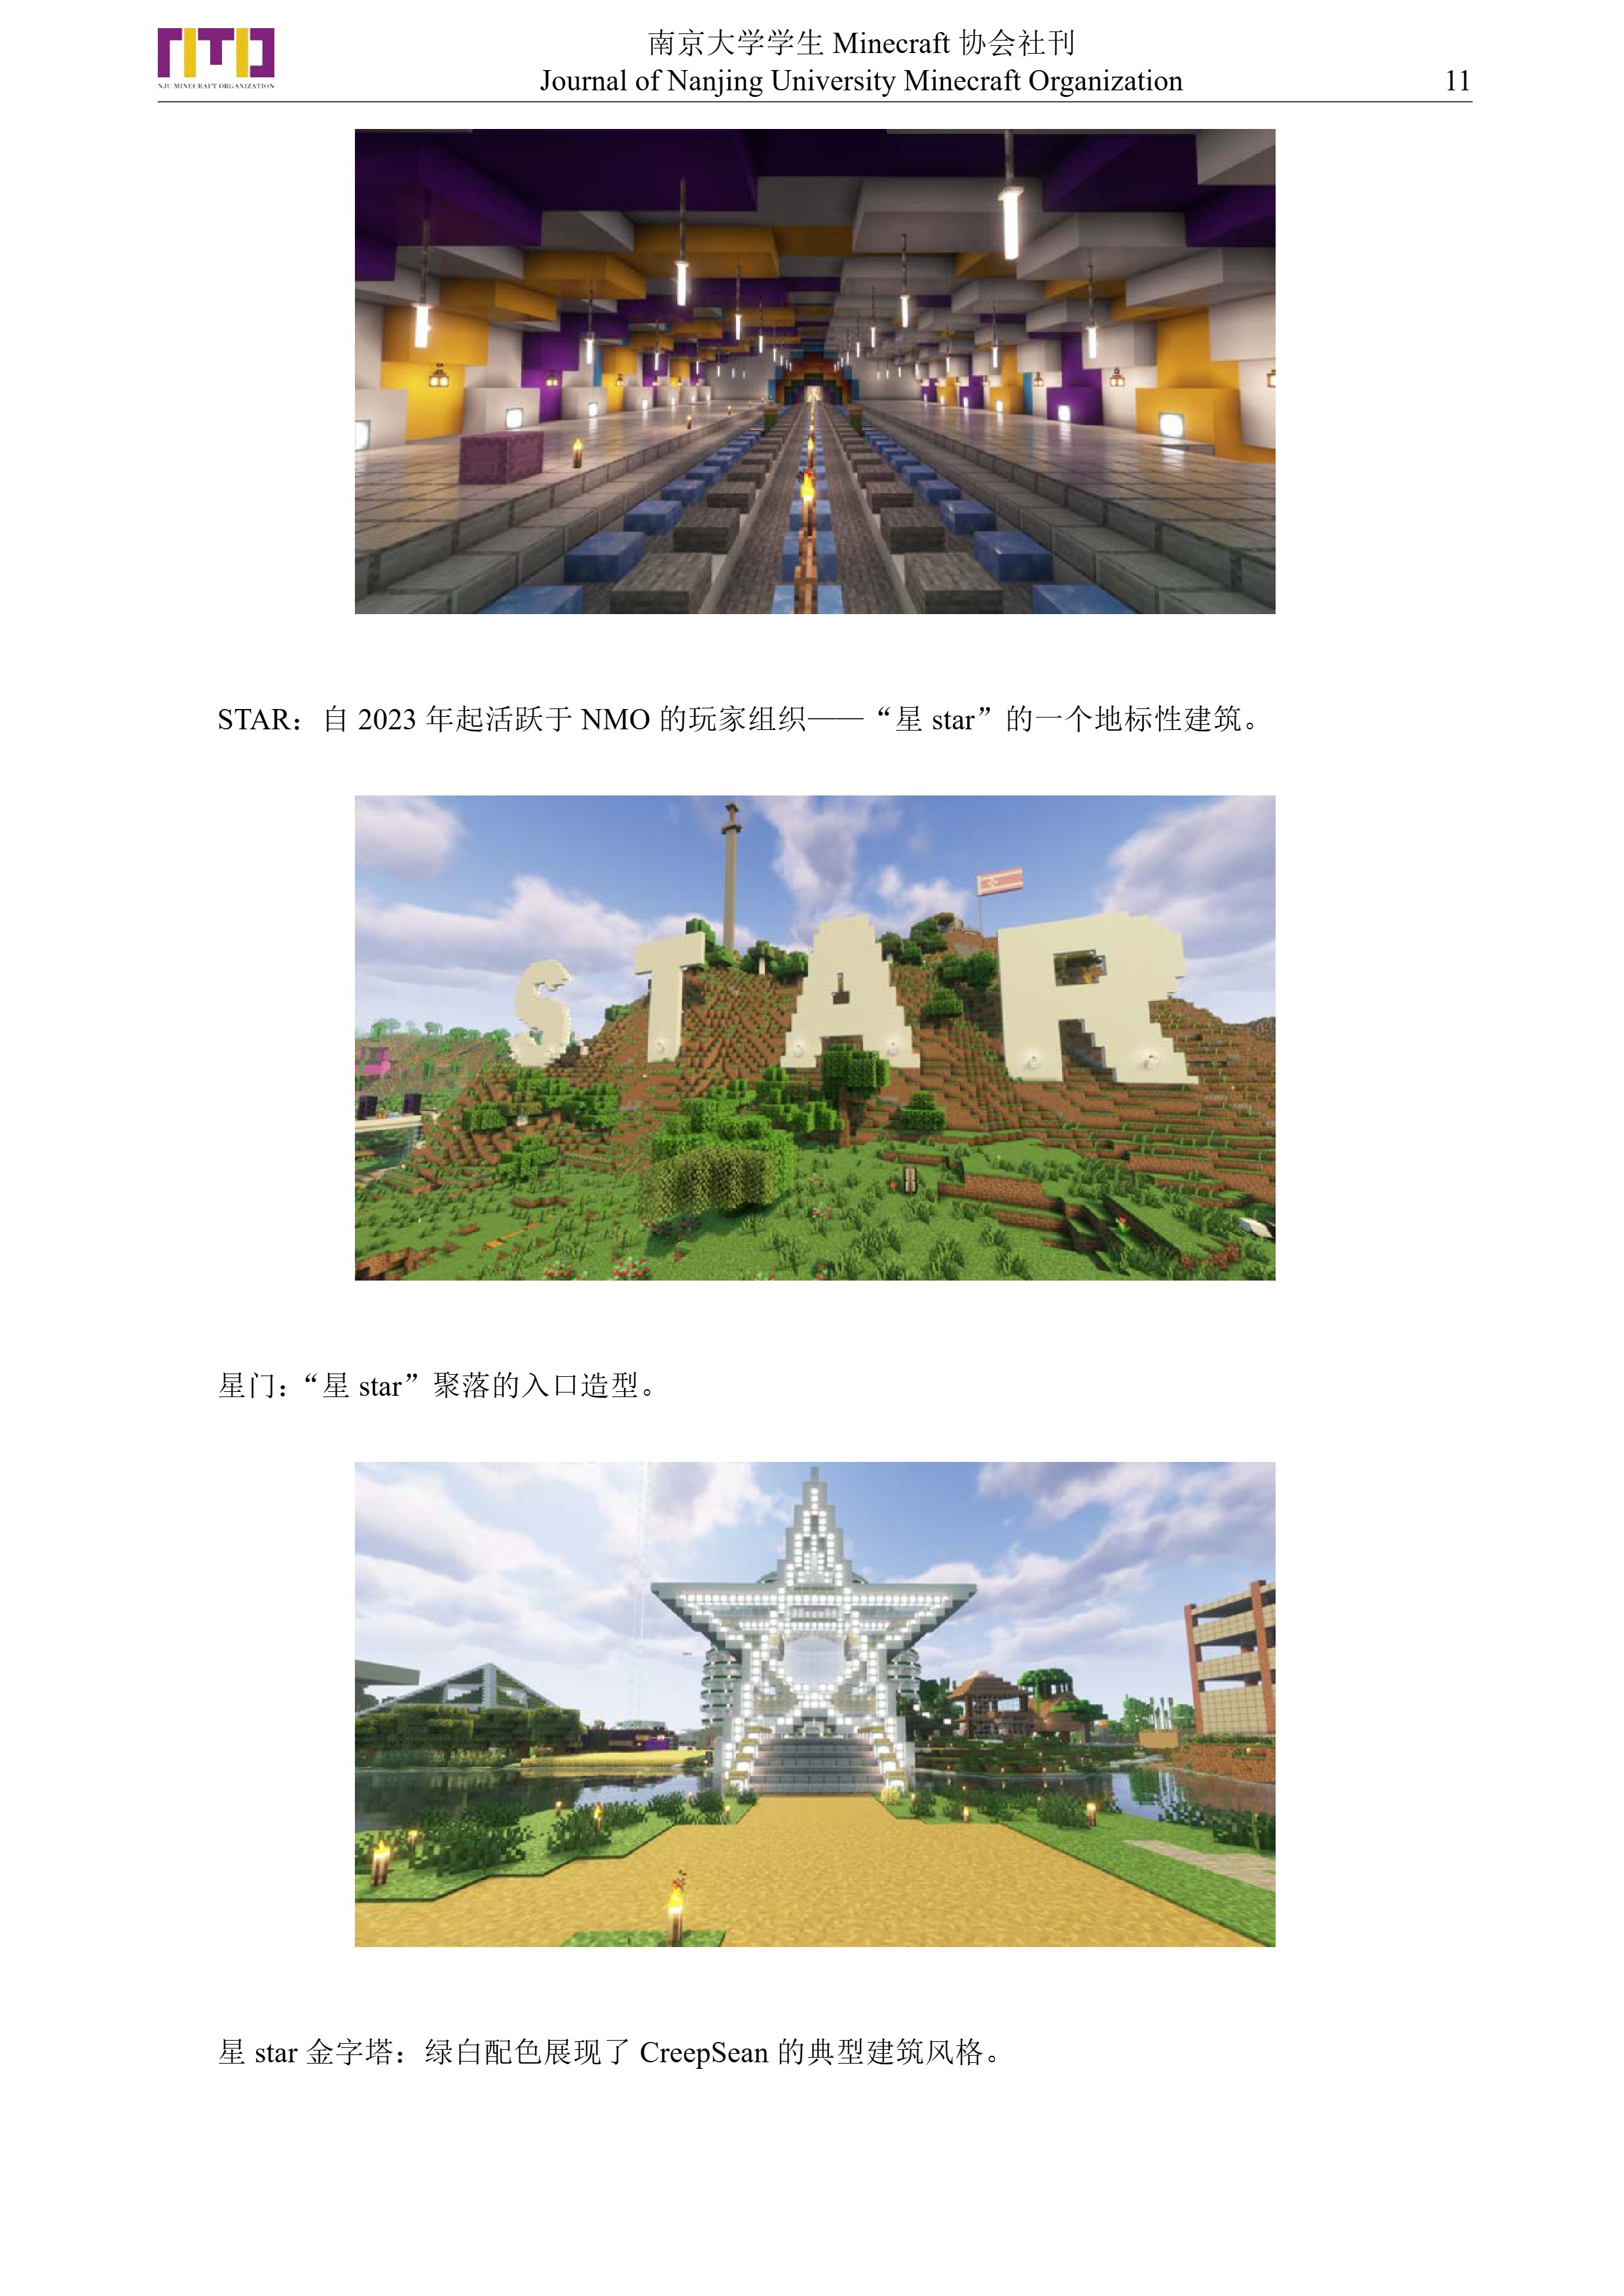 NJU MINECRAFT ORGANIZATION
南京大学学生 Minecraft 协会社刊
Journal of Nanjing University Minecraft Organization 11
STAR：自 2023 年起活跃于 NMO 的玩家组织——“星 star”的一个地标性建筑。
STAR
星门：“星 star”聚落的入口造型。
星 star 金字塔：绿白配色展现了 CreepSean 的典型建筑风格。